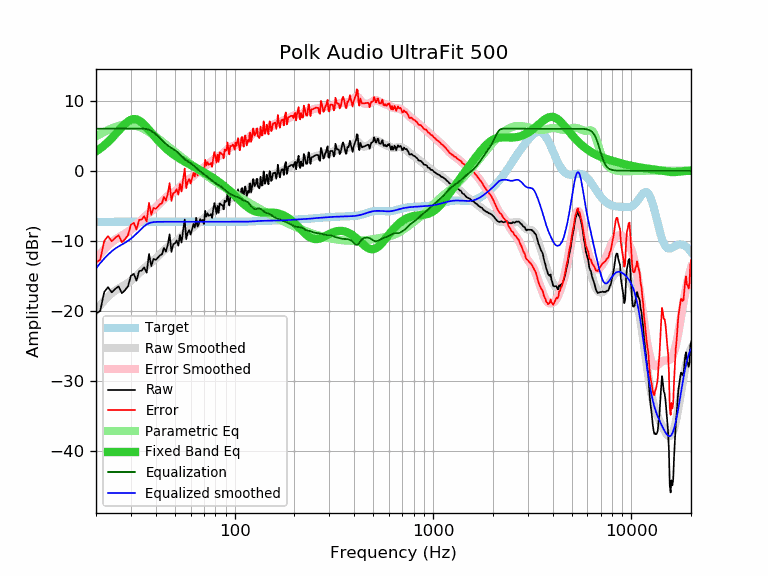 Polk Audio UltraFit 500
Amplitude (dBr)
10
0
−10
−20
−30
−40
Target
Raw Smoothed
Error Smoothed
Raw
Error
Parametric Eq
Fixed Band Eq
Equalization
Equalized smoothed
100 1000 10000
Frequency (Hz)